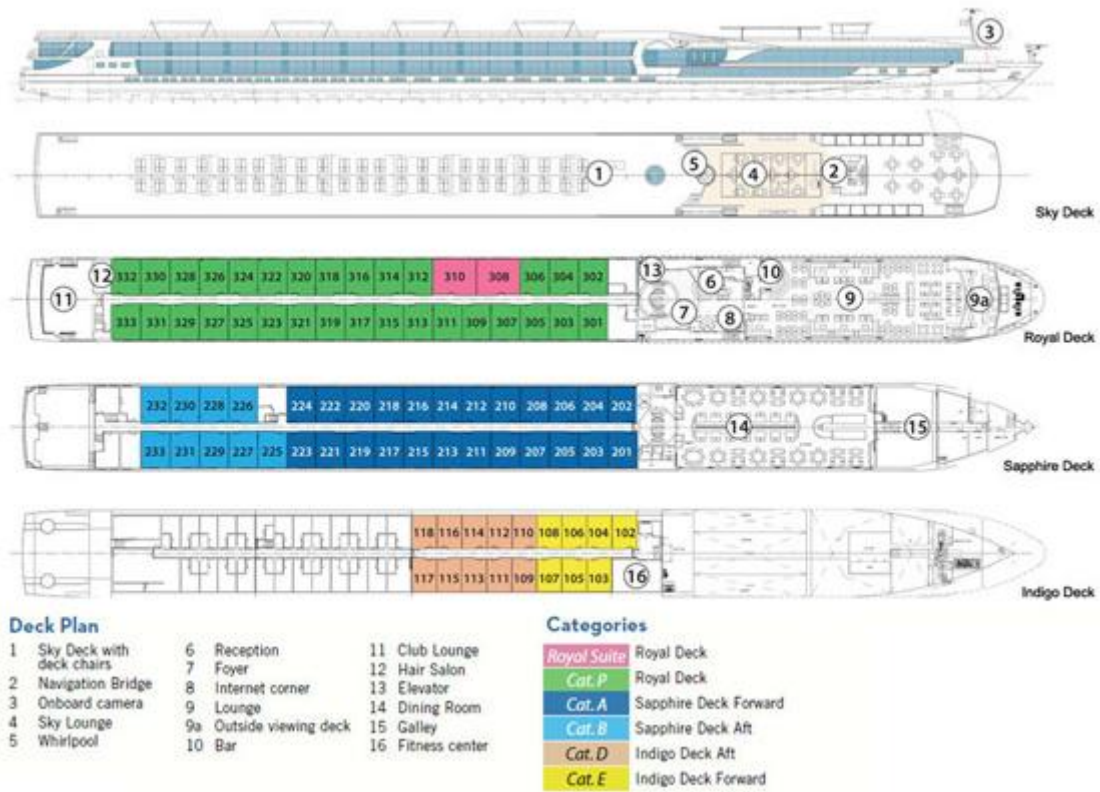 3
1
5
4
2
Sky Deck
12
332 330 328 326 324 322 320 318 316 314 312 310 308 306 304 302
13
6
10
11
9
9a
7
8
333 331 329 327 325 323 321 319 317 315 313 311 309 307 305 303 301
Royal Deck
232 230 228 226 224 222 220 218 216 214 212 210 208 206 204 202
14
15
233 231 229 227 225 223 221 219 217 215 213 211 209 207 205 203 201
Sapphire Deck
118 116 114 112 110 108 106 104 102
117 115 113 111 109 107 105 103
16
Indigo Deck
Deck Plan
1 Sky Deck with
deck chairs
2 Navigation Bridge
3 Onboard camera
4 Sky Lounge
5 Whirlpool
6 Reception
7 Foyer
8 Internet corner
9 Lounge
9a Outside viewing deck
10 Bar
11 Club Lounge
12 Hair Salon
13 Elevator
14 Dining Room
15 Galley
16 Fitness center
Categories
Royal Suite Royal Deck
Cat. P Royal Deck
Cat. A Sapphire Deck Forward
Cat. B Sapphire Deck Aft
Cat. D Indigo Deck Aft
Cat. E Indigo Deck Forward